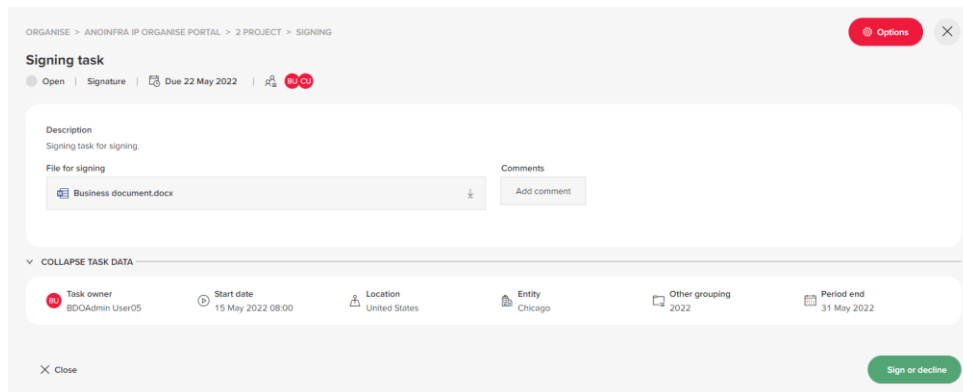 ORGANISE > ANOINFRA IP ORGANISE PORTAL > 2 PROJECT > SIGNING
Options
Signing task
Open | Signature | Due 22 May 2022 | BU CU
Description
Signing task for signing.
File for signing
Comments
Business document.docx
Add comment
COLLAPSE TASK DATA
BU
Task owner
BDOAdmin User05
Start date
15 May 2022 08:00
Location
United States
Entity
Chicago
Other grouping
2022
Period end
31 May 2022
Close
Sign or decline